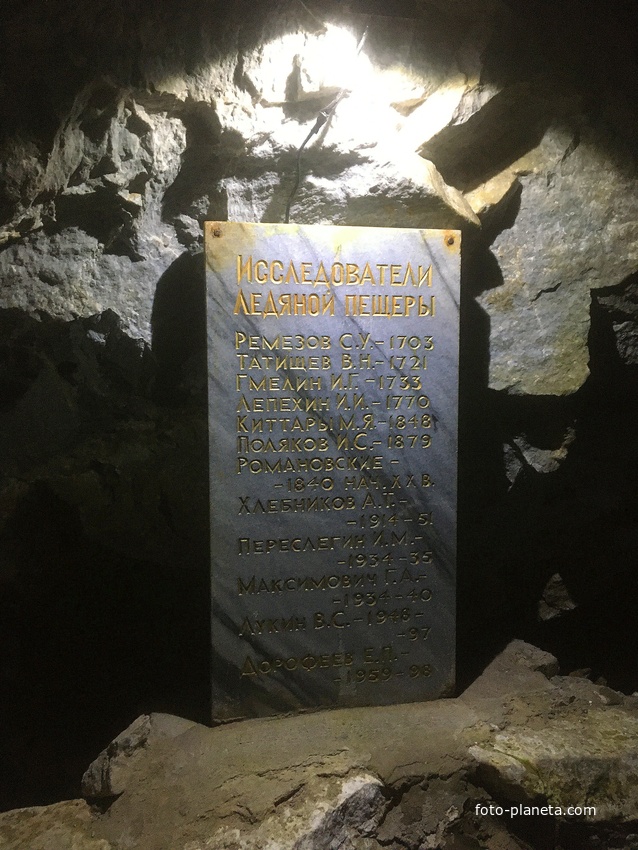 ИССЛЕДОВАТЕЛИ
ЛЕДЯНОЙ ПЕЩЕРЫ
РЕМЕЗОВ С.У.–1703
ТАТИЩЕВ В.Н.–1721
ГМЕЛИН И.Г.–1733
ЛЕПЕХИН И.И.–1770
КИТТАРЫ М.Я.–1848
ПОЛЯКОВ И.С.–1879
РОМАНОВСКИЕ –
–1840 НАЧ. XX В.
ХЛЕБНИКОВ А.Т.–
–1914–51
ПЕРЕСЛЕГИН И.М.–
–1934–35
МАКСИМОВИЧ Г.А.–
–1934–40
ЛУКИН В.С.–1948–
–97
ДОРОФЕЕВ Е.П.–
–1959–98
foto-planeta.com